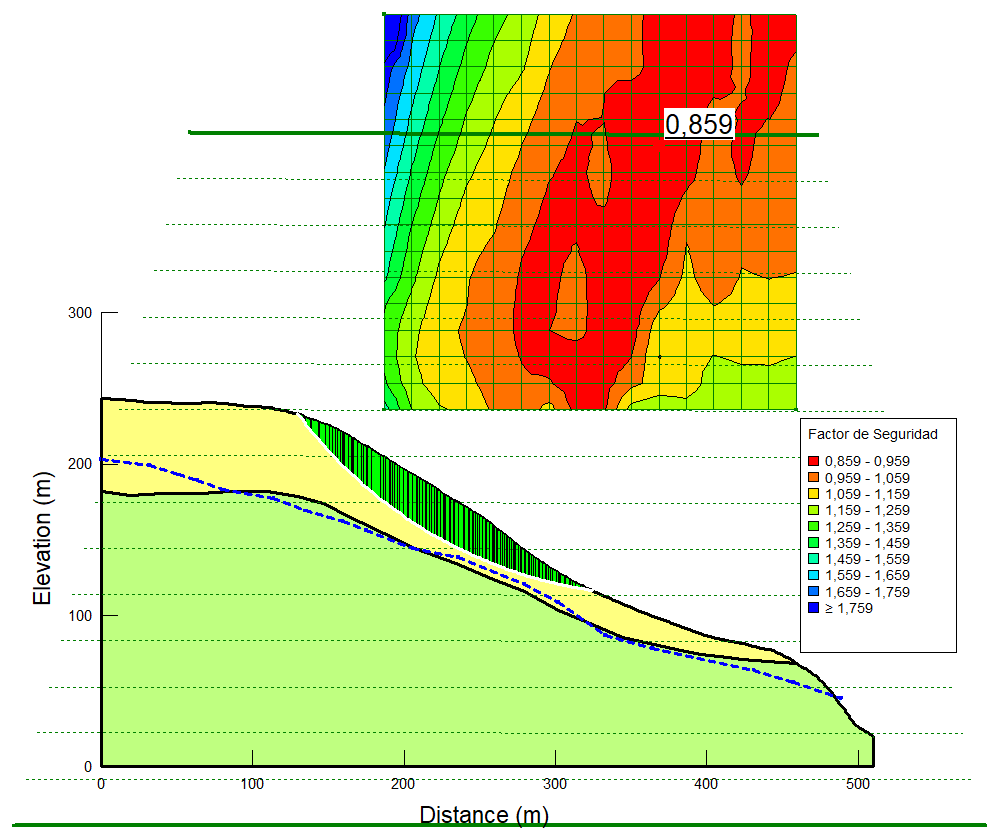 0,859
300
200
100
0
Elevation (m)
Factor de Seguridad
0,859 - 0,959
0,959 - 1,059
1,059 - 1,159
1,159 - 1,259
1,259 - 1,359
1,359 - 1,459
1,459 - 1,559
1,559 - 1,659
1,659 - 1,759
≥ 1,759
0 100 200 300 400 500
Distance (m)